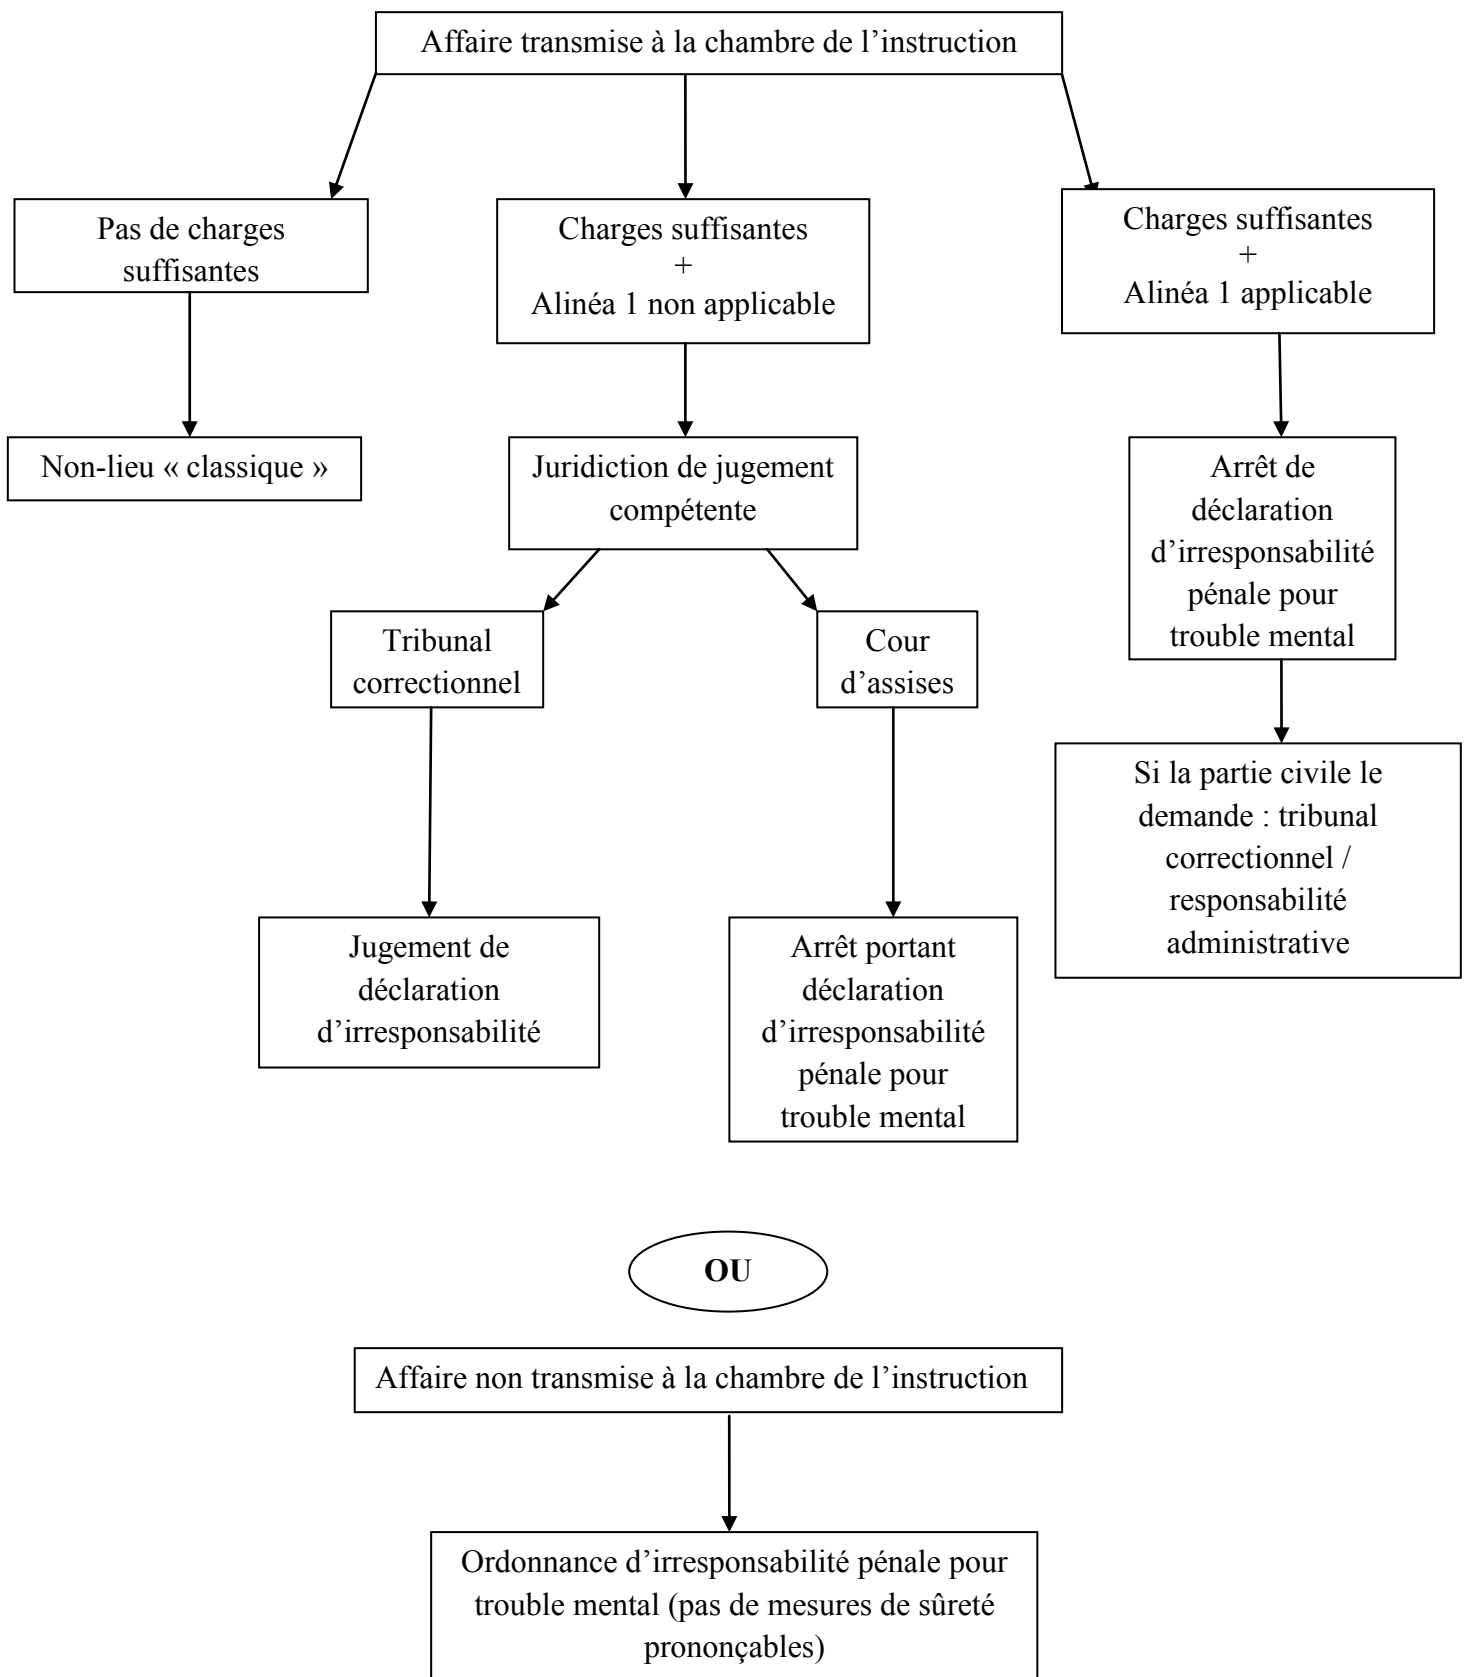 Affaire transmise à la chambre de l’instruction
Pas de charges
suffisantes
Charges suffisantes
+
Alinéa 1 non applicable
Charges suffisantes
+
Alinéa 1 applicable
Non-lieu « classique »
Juridiction de jugement
compétente
Arrêt de
déclaration
d’irresponsabilité
pénale pour
trouble mental
Tribunal
correctionnel
Cour
d’assises
Si la partie civile le
demande : tribunal
correctionnel /
responsabilité
administrative
Jugement de
déclaration
d’irresponsabilité
Arrêt portant
déclaration
d’irresponsabilité
pénale pour
trouble mental
OU
Affaire non transmise à la chambre de l’instruction
Ordonnance d’irresponsabilité pénale pour
trouble mental (pas de mesures de sûreté
prononçables)